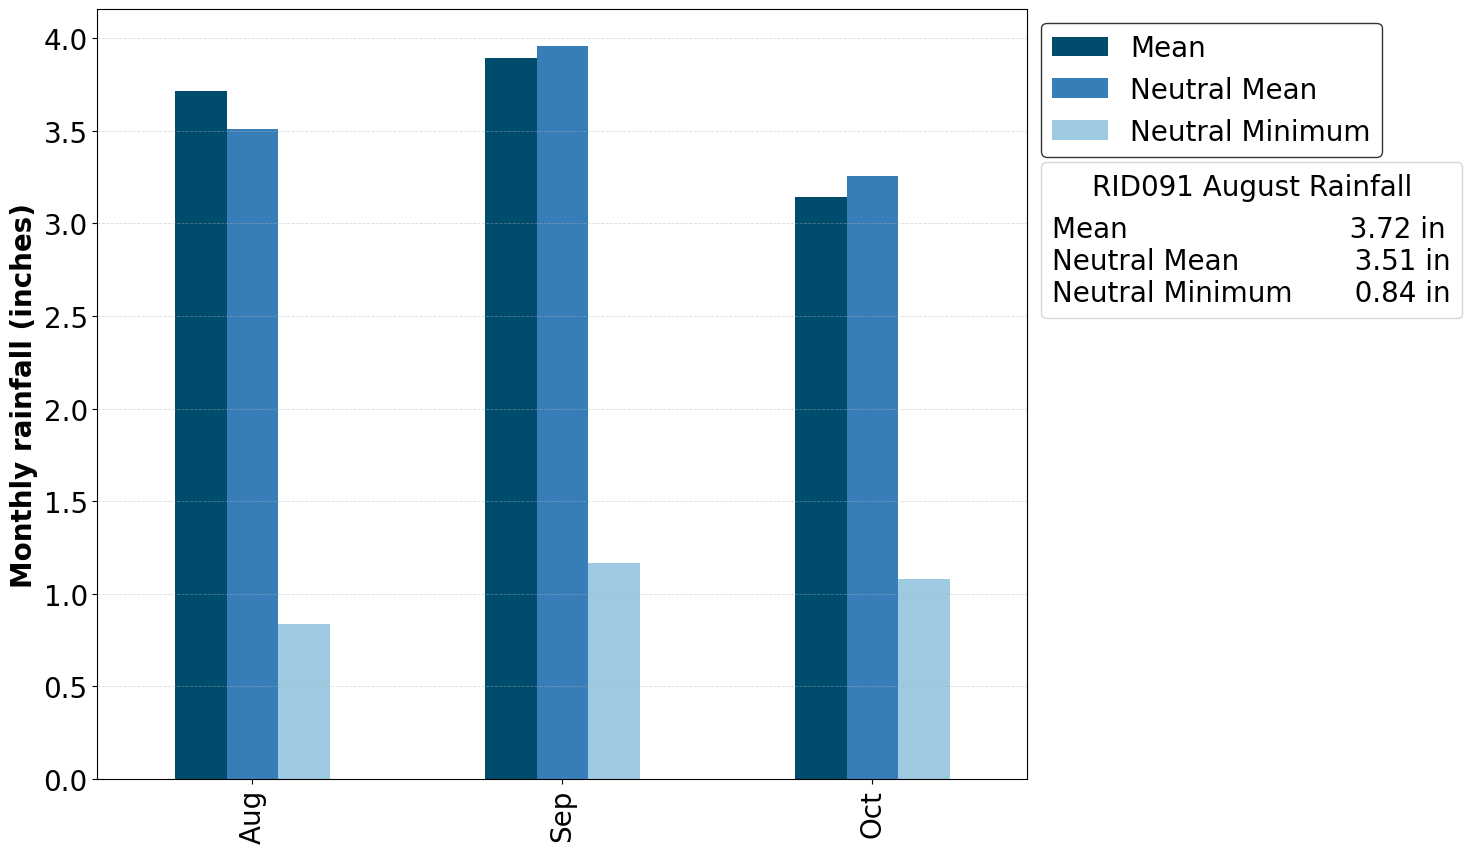 Monthly rainfall (inches)
4.0
3.5
3.0
2.5
2.0
1.5
1.0
0.5
0.0
Aug
Sep
Oct
Mean
Neutral Mean
Neutral Minimum
RID091 August Rainfall
Mean 3.72 in
Neutral Mean 3.51 in
Neutral Minimum 0.84 in